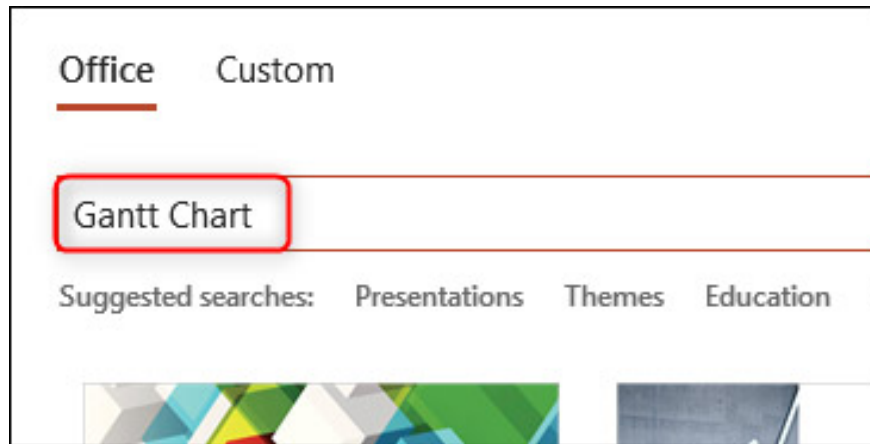 Office Custom
Gantt Chart
Suggested searches: Presentations Themes Education